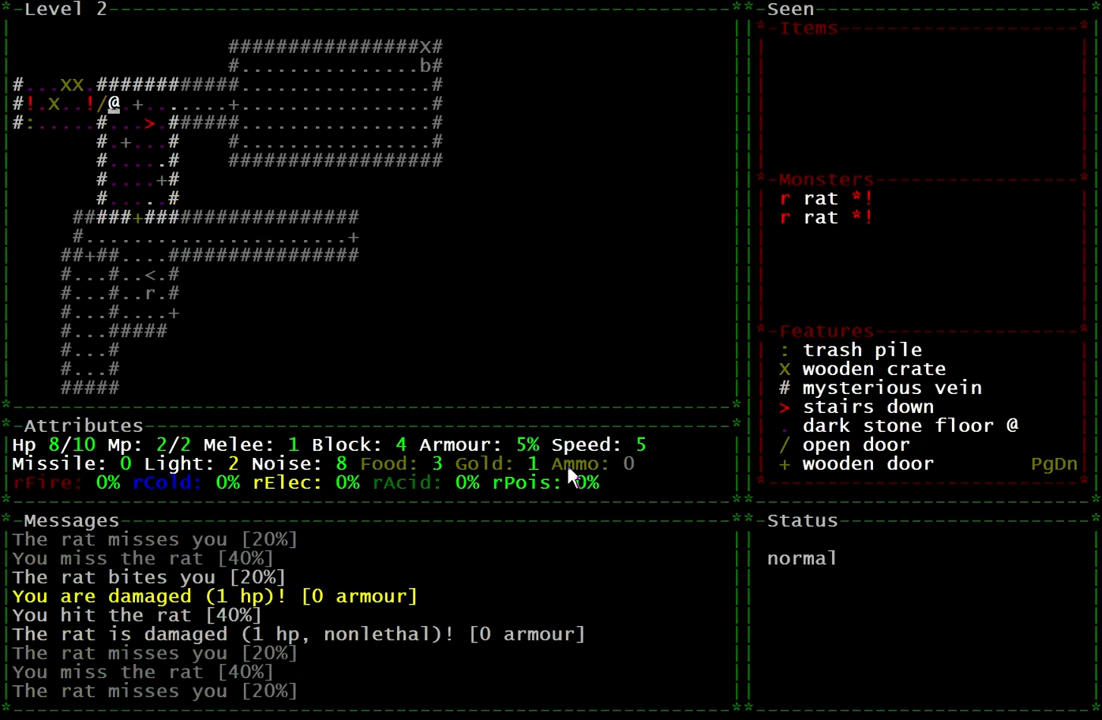 Level 2
################x#
#...............b#
#...xx.############................#
#!.x..!/@.+.......+................#
#:.....#...>.######................#
#.+...# #................#
#.....# ##################
#....+#
#.....#
#####+##################
#......................+
##+##....################
#...#..<.#
#...#..r.#
#...#....+
#...#####
#...#
#...#
#####
Attributes
Hp 8/10 Mp: 2/2 Melee: 1 Block: 4 Armour: 5% Speed: 5
Missile: 0 Light: 2 Noise: 8 Food: 3 Gold: 1 Ammo: 0
rFire: 0% rCold: 0% rElec: 0% rAcid: 0% rPois: 0%
Messages
The rat misses you [20%]
You miss the rat [40%]
The rat bites you [20%]
You are damaged (1 hp)! [0 armour]
You hit the rat [40%]
The rat is damaged (1 hp, nonlethal)! [0 armour]
The rat misses you [20%]
You miss the rat [40%]
The rat misses you [20%]
Seen
Items
Monsters
r rat *!
r rat *!
Features
: trash pile
x wooden crate
# mysterious vein
> stairs down
. dark stone floor @
/ open door
+ wooden door PgDn
Status
normal